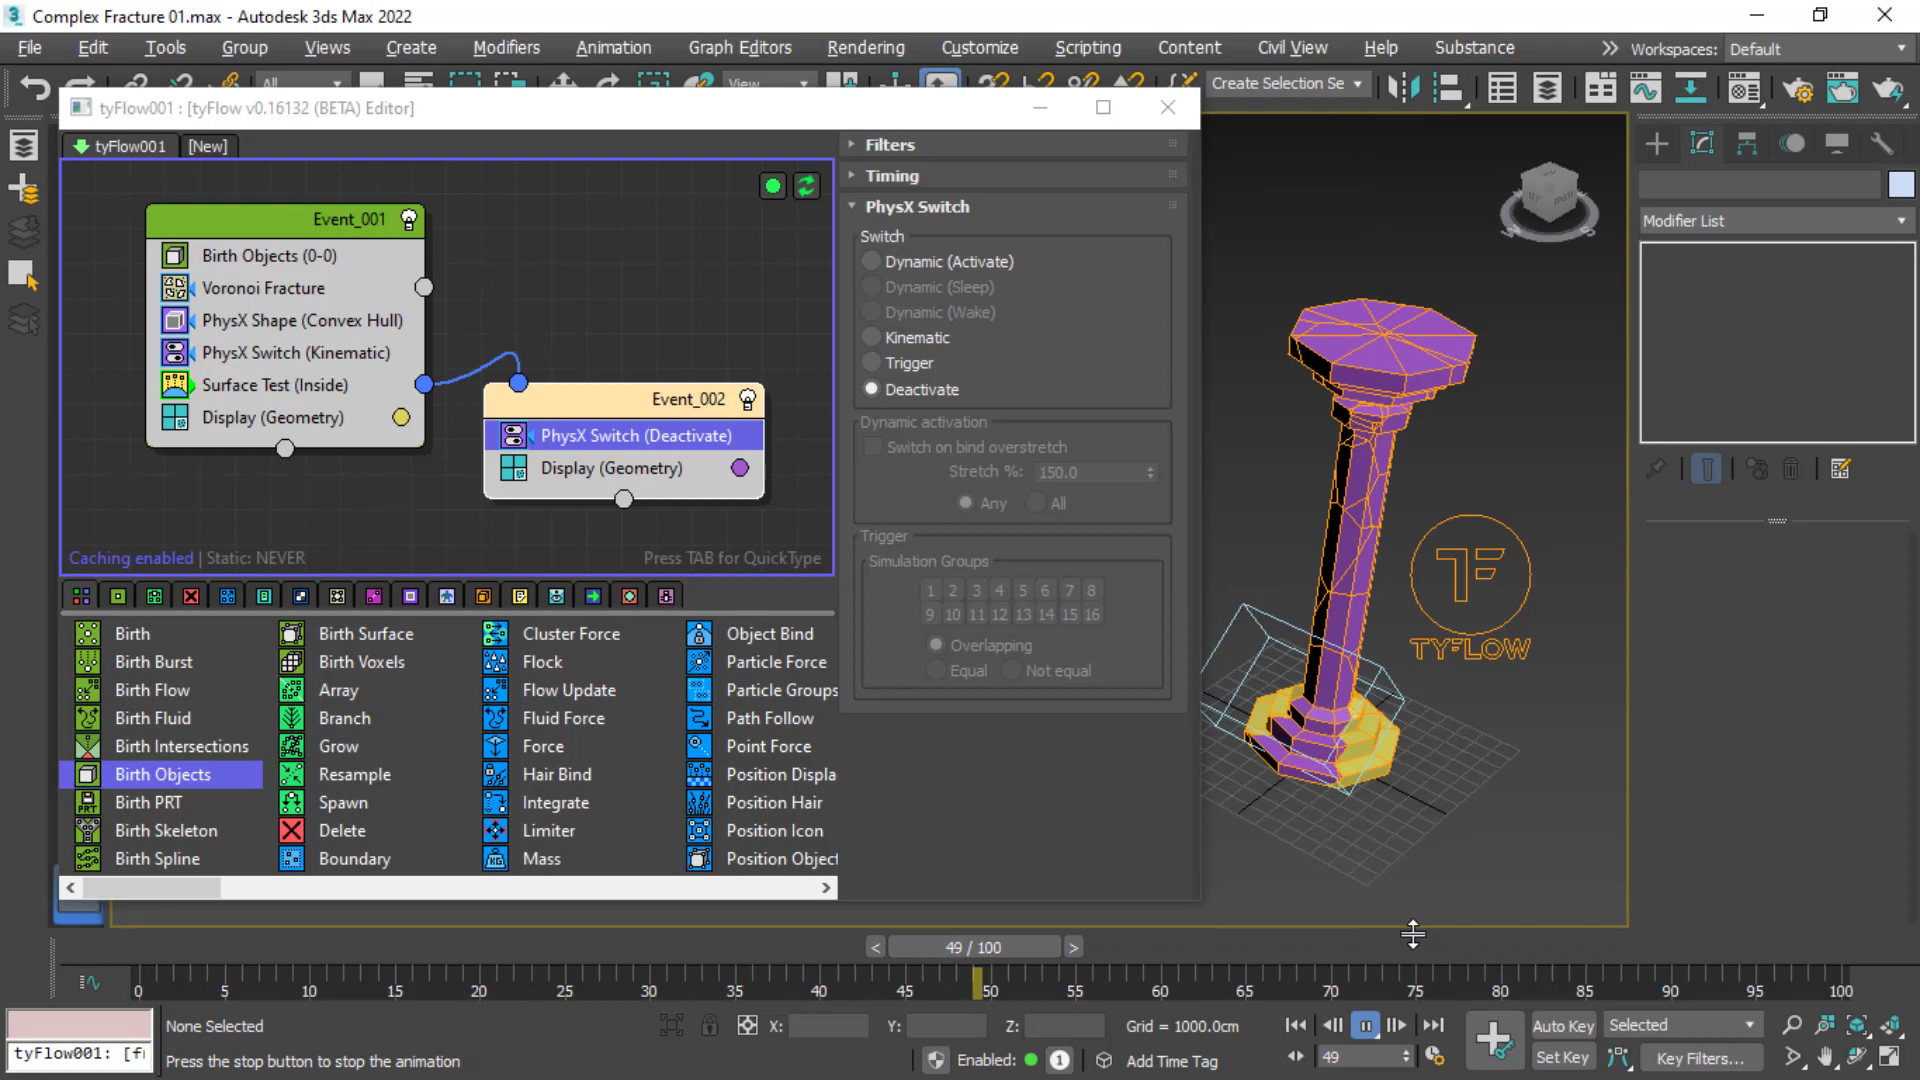 Complex Fracture 01.max - Autodesk 3ds Max 2022
File Edit Tools Group Views Create Modifiers Animation Graph Editors Rendering Customize Scripting Content Civil View Help Substance Workspaces: Default
All View Create Selection Se
tyFlow001 : [tyFlow v0.16132 (BETA) Editor]
tyFlow001 [New]
Event_001
Birth Objects (0-0)
Voronoi Fracture
PhysX Shape (Convex Hull)
PhysX Switch (Kinematic)
Surface Test (Inside)
Display (Geometry)
Event_002
PhysX Switch (Deactivate)
Display (Geometry)
Caching enabled | Static: NEVER Press TAB for QuickType
Filters
Timing
PhysX Switch
Switch
Dynamic (Activate)
Dynamic (Sleep)
Dynamic (Wake)
Kinematic
Trigger
Deactivate
Dynamic activation
Switch on bind overstretch
Stretch %: 150.0
Any All
Trigger
Simulation Groups
1 2 3 4 5 6 7 8
9 10 11 12 13 14 15 16
Overlapping
Equal Not equal
Birth Birth Surface Cluster Force Object Bind
Birth Burst Birth Voxels Flock Particle Force
Birth Flow Array Flow Update Particle Groups
Birth Fluid Branch Fluid Force Path Follow
Birth Intersections Grow Force Point Force
Birth Objects Resample Hair Bind Position Displa
Birth PRT Spawn Integrate Position Hair
Birth Skeleton Delete Limiter Position Icon
Birth Spline Boundary Mass Position Object
TYFLOW
Modifier List
< 49 / 100 >
0 5 10 15 20 25 30 35 40 45 50 55 60 65 70 75 80 85 90 95 100
None Selected X: Y: Z: Grid = 1000.0cm Auto Key Selected
tyFlow001: [fr Press the stop button to stop the animation Enabled: 1 Add Time Tag 49 Set Key Key Filters...